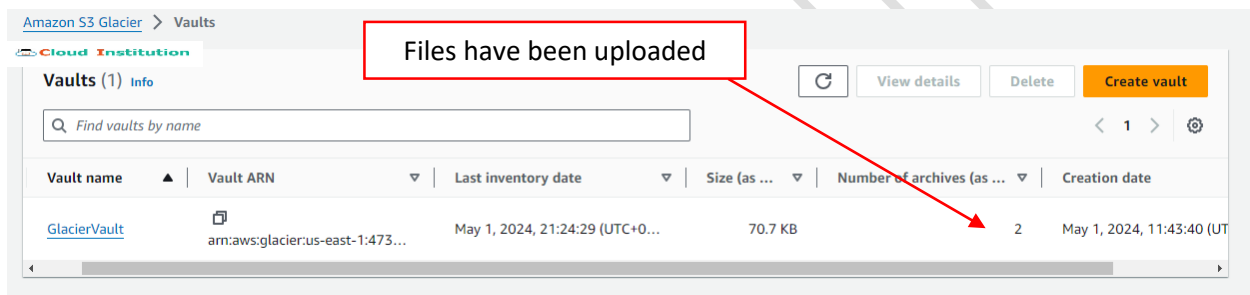 Amazon S3 Glacier > Vaults
Cloud Institution
Files have been uploaded
Vaults (1) Info
View details
Delete
Create vault
Find vaults by name
< 1 >
Vault name
Vault ARN
Last inventory date
Size (as ...
Number of archives (as ...
Creation date
GlacierVault
arn:aws:glacier:us-east-1:473...
May 1, 2024, 21:24:29 (UTC+0...
70.7 KB
2
May 1, 2024, 11:43:40 (UT